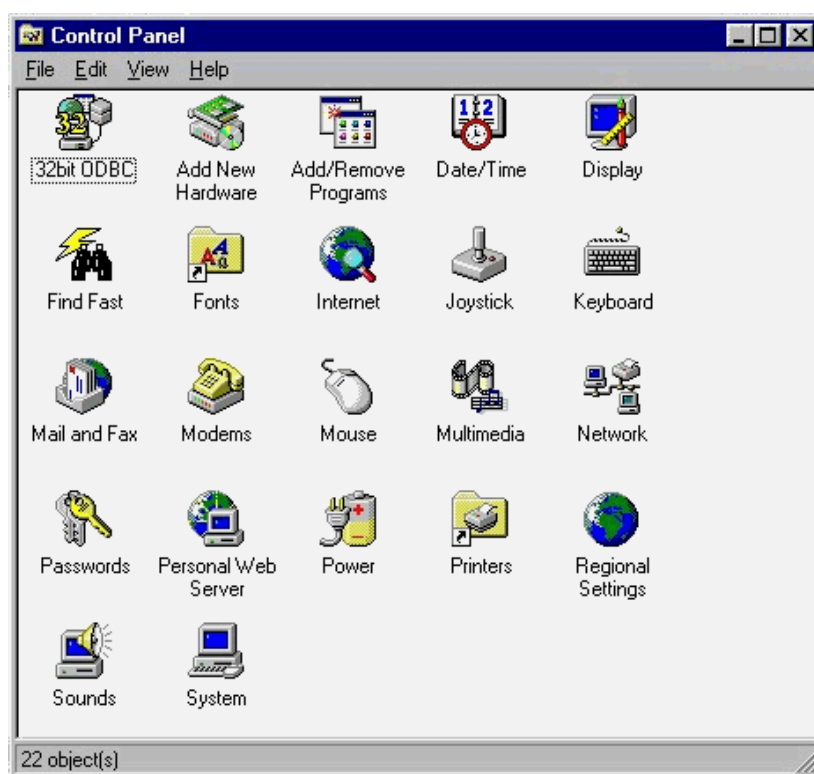 Control Panel
File Edit View Help
32
12
32bit ODBC Add New Hardware Add/Remove Programs Date/Time Display
Find Fast Fonts Internet Joystick Keyboard
Mail and Fax Modems Mouse Multimedia Network
Passwords Personal Web Server Power Printers Regional Settings
Sounds System
22 object(s)